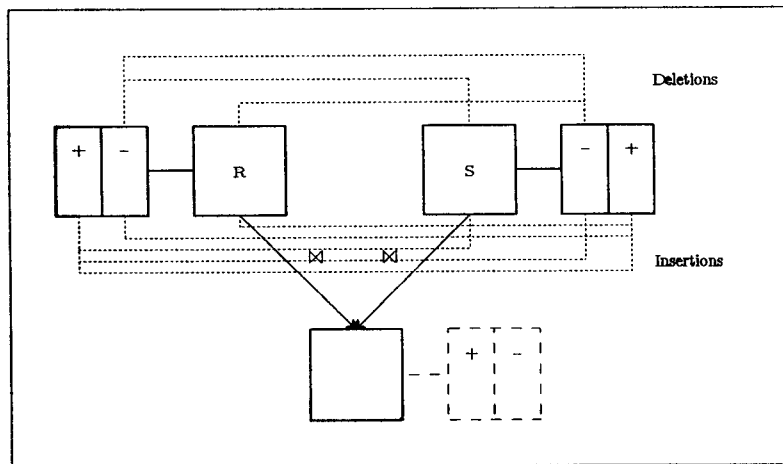 Deletions
+ - R S - +
⋈ ⋈
Insertions
+ -